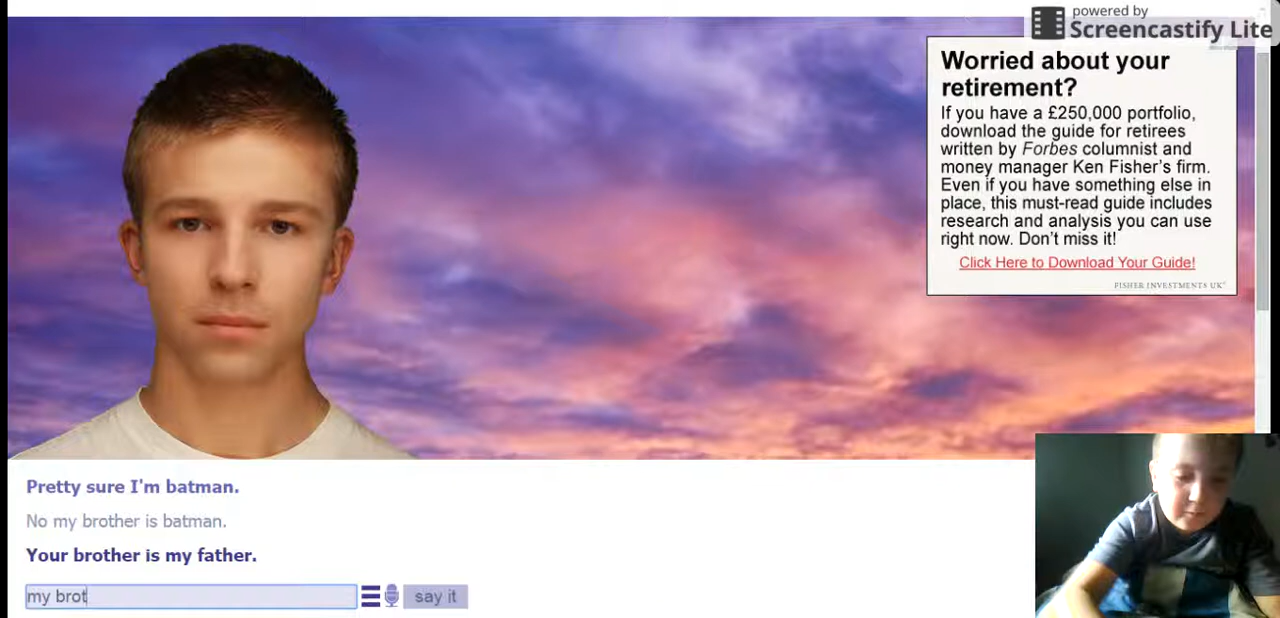 powered by
Screencastify Lite
Worried about your
retirement?
If you have a £250,000 portfolio,
download the guide for retirees
written by Forbes columnist and
money manager Ken Fisher's firm.
Even if you have something else in
place, this must-read guide includes
research and analysis you can use
right now. Don't miss it!
Click Here to Download Your Guide!
FISHER INVESTMENTS UK
Pretty sure I'm batman.
No my brother is batman.
Your brother is my father.
my brot
say it